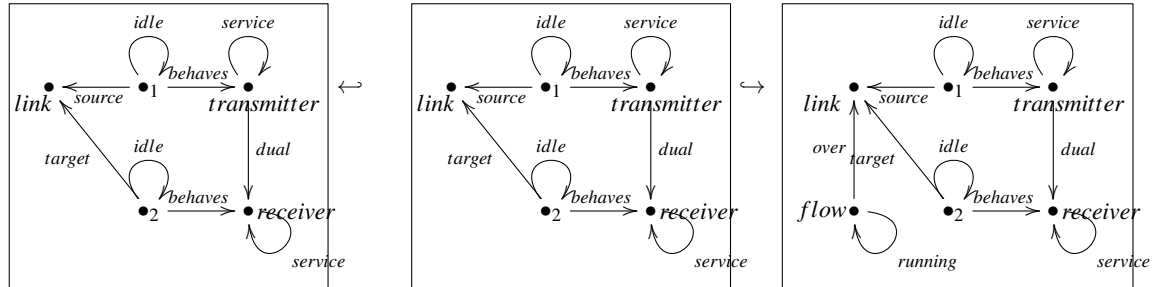 idle service idle service idle service
behaves behaves behaves
1 1 1
source source source
link transmitter link transmitter link transmitter
idle idle idle
target dual target dual over target dual
behaves behaves behaves
2 receiver 2 receiver flow 2 receiver
service service running service